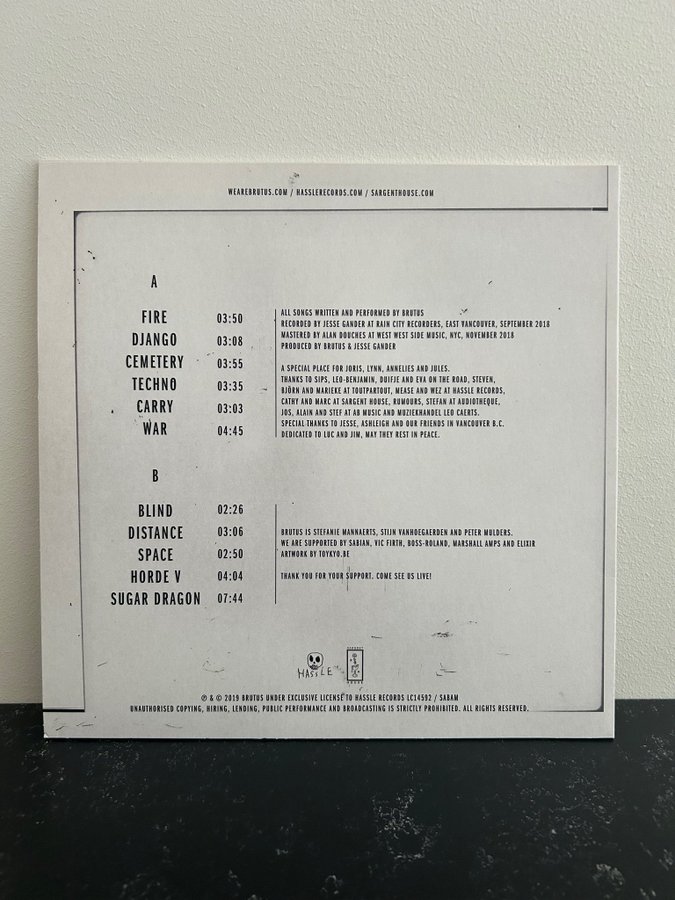 WEAREBRUTUS.COM / HASSLERECORDS.COM / SARGENTHOUSE.COM
A
FIRE 03:50
DJANGO 03:08
CEMETERY 03:55
TECHNO 03:35
CARRY 03:03
WAR 04:45
ALL SONGS WRITTEN AND PERFORMED BY BRUTUS
RECORDED BY JESSE GANDER AT RAIN CITY RECORDERS, EAST VANCOUVER, SEPTEMBER 2018
MASTERED BY ALAN DOUCHES AT WEST WEST SIDE MUSIC, NYC, NOVEMBER 2018
PRODUCED BY BRUTUS & JESSE GANDER
A SPECIAL PLACE FOR JORIS, LYNN, ANNELIES AND JULES.
THANKS TO SIPS, LEO-BENJAMIN, DUIFJE AND EVA ON THE ROAD, STEVEN,
BJÖRN AND MARIEKE AT TOUTPARTOUT, MEASE AND WEZ AT HASSLE RECORDS,
CATHY AND MARC AT SARGENT HOUSE, RUMOURS, STEFAN AT AUDIOTHEQUE,
JOS, ALAIN AND STEF AT AB MUSIC AND MUZIEKHANDEL LEO CAERTS.
SPECIAL THANKS TO JESSE, ASHLEIGH AND OUR FRIENDS IN VANCOUVER B.C.
DEDICATED TO LUC AND JIM, MAY THEY REST IN PEACE.
B
BLIND 02:26
DISTANCE 03:06
SPACE 02:50
HORDE V 04:04
SUGAR DRAGON 07:44
BRUTUS IS STEFANIE MANNAERTS, STIJN VANHOEGAERDEN AND PETER MULDERS.
WE ARE SUPPORTED BY SABIAN, VIC FIRTH, BOSS-ROLAND, MARSHALL AMPS AND ELIXIR
ARTWORK BY TOYKYO.BE
THANK YOU FOR YOUR SUPPORT. COME SEE US LIVE!
HASSLE
℗ & © 2019 BRUTUS UNDER EXCLUSIVE LICENSE TO HASSLE RECORDS LC14592 / SABAM
UNAUTHORISED COPYING, HIRING, LENDING, PUBLIC PERFORMANCE AND BROADCASTING IS STRICTLY PROHIBITED. ALL RIGHTS RESERVED.